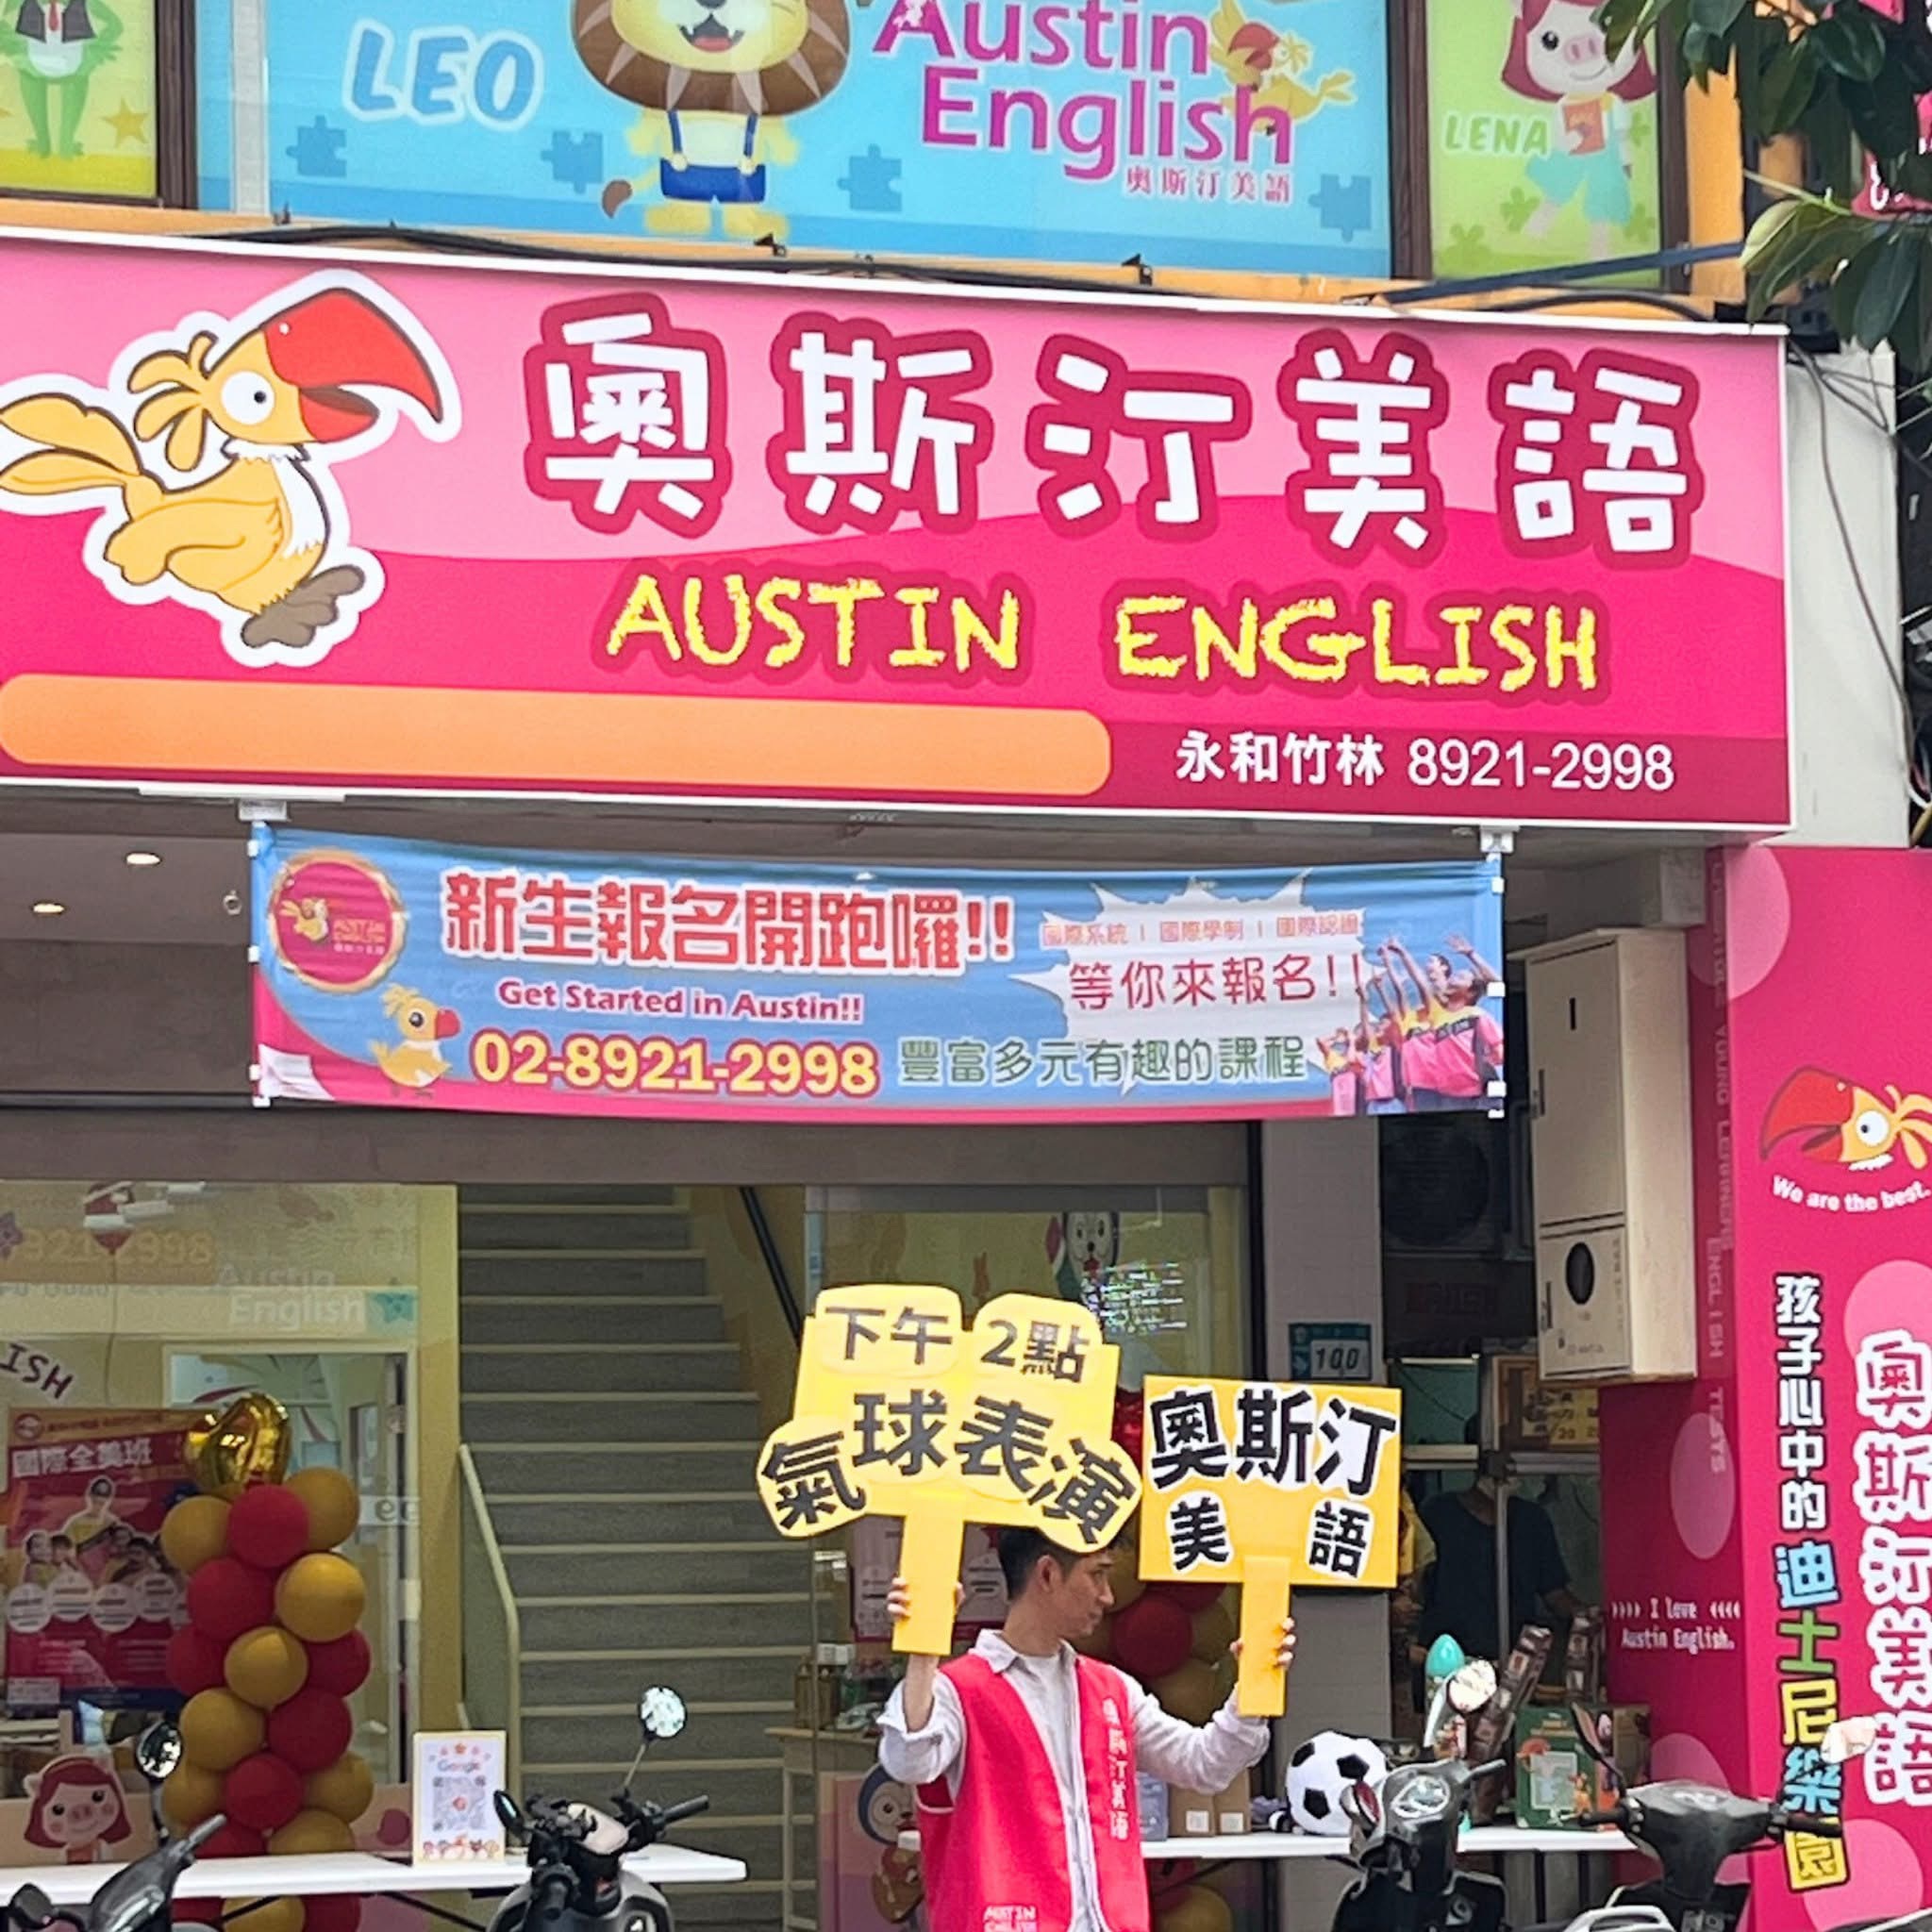 LEO
Austin
English
奧斯汀美語
LENA
奧斯汀美語
AUSTIN ENGLISH
永和竹林 8921-2998
新生報名開跑囉!!
Get Started in Austin!!
02-8921-2998
國際系統 | 國際學制 | 國際認證
等你來報名!!
豐富多元有趣的課程
We are the best.
孩子心中的迪士尼樂園
奧斯汀美語
I love
Austin English.
100
下午 2點
氣球表演
奧斯汀
美語
Austin
English
ISH
國際全美班
Google